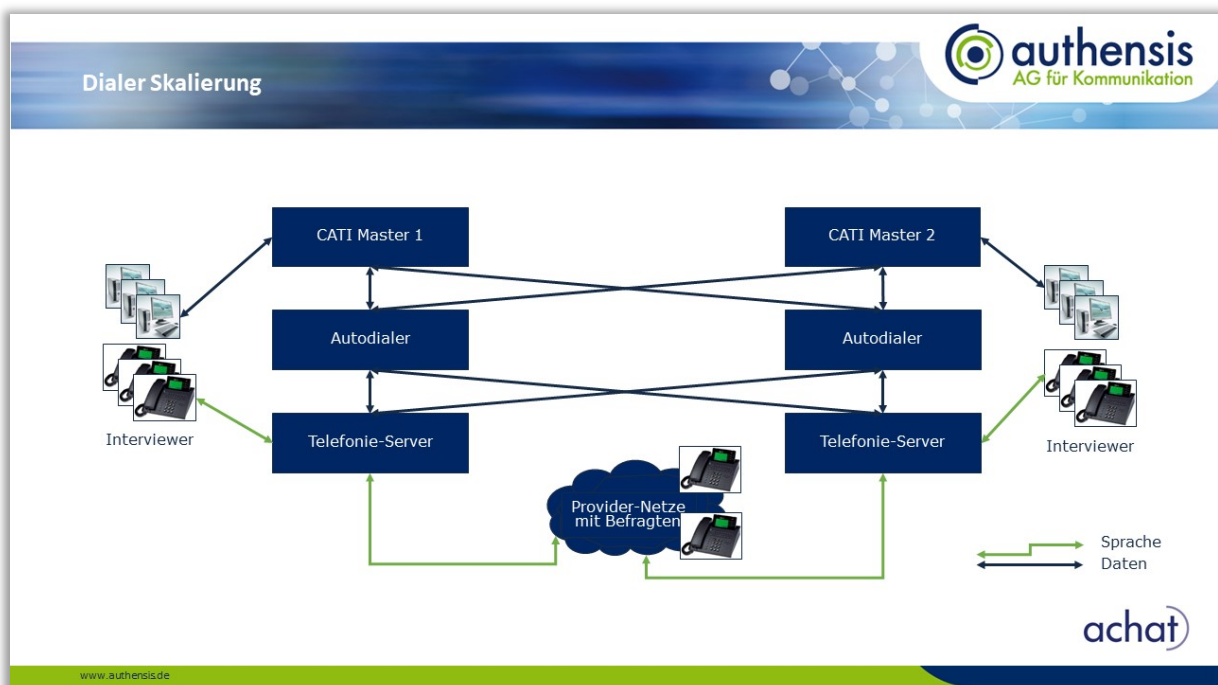 authensis
AG für Kommunikation
Dialer Skalierung
CATI Master 1
CATI Master 2
Autodialer
Autodialer
Interviewer
Telefonie-Server
Telefonie-Server
Interviewer
Provider-Netze
mit Befragten
Sprache
Daten
achat
www.authensis.de